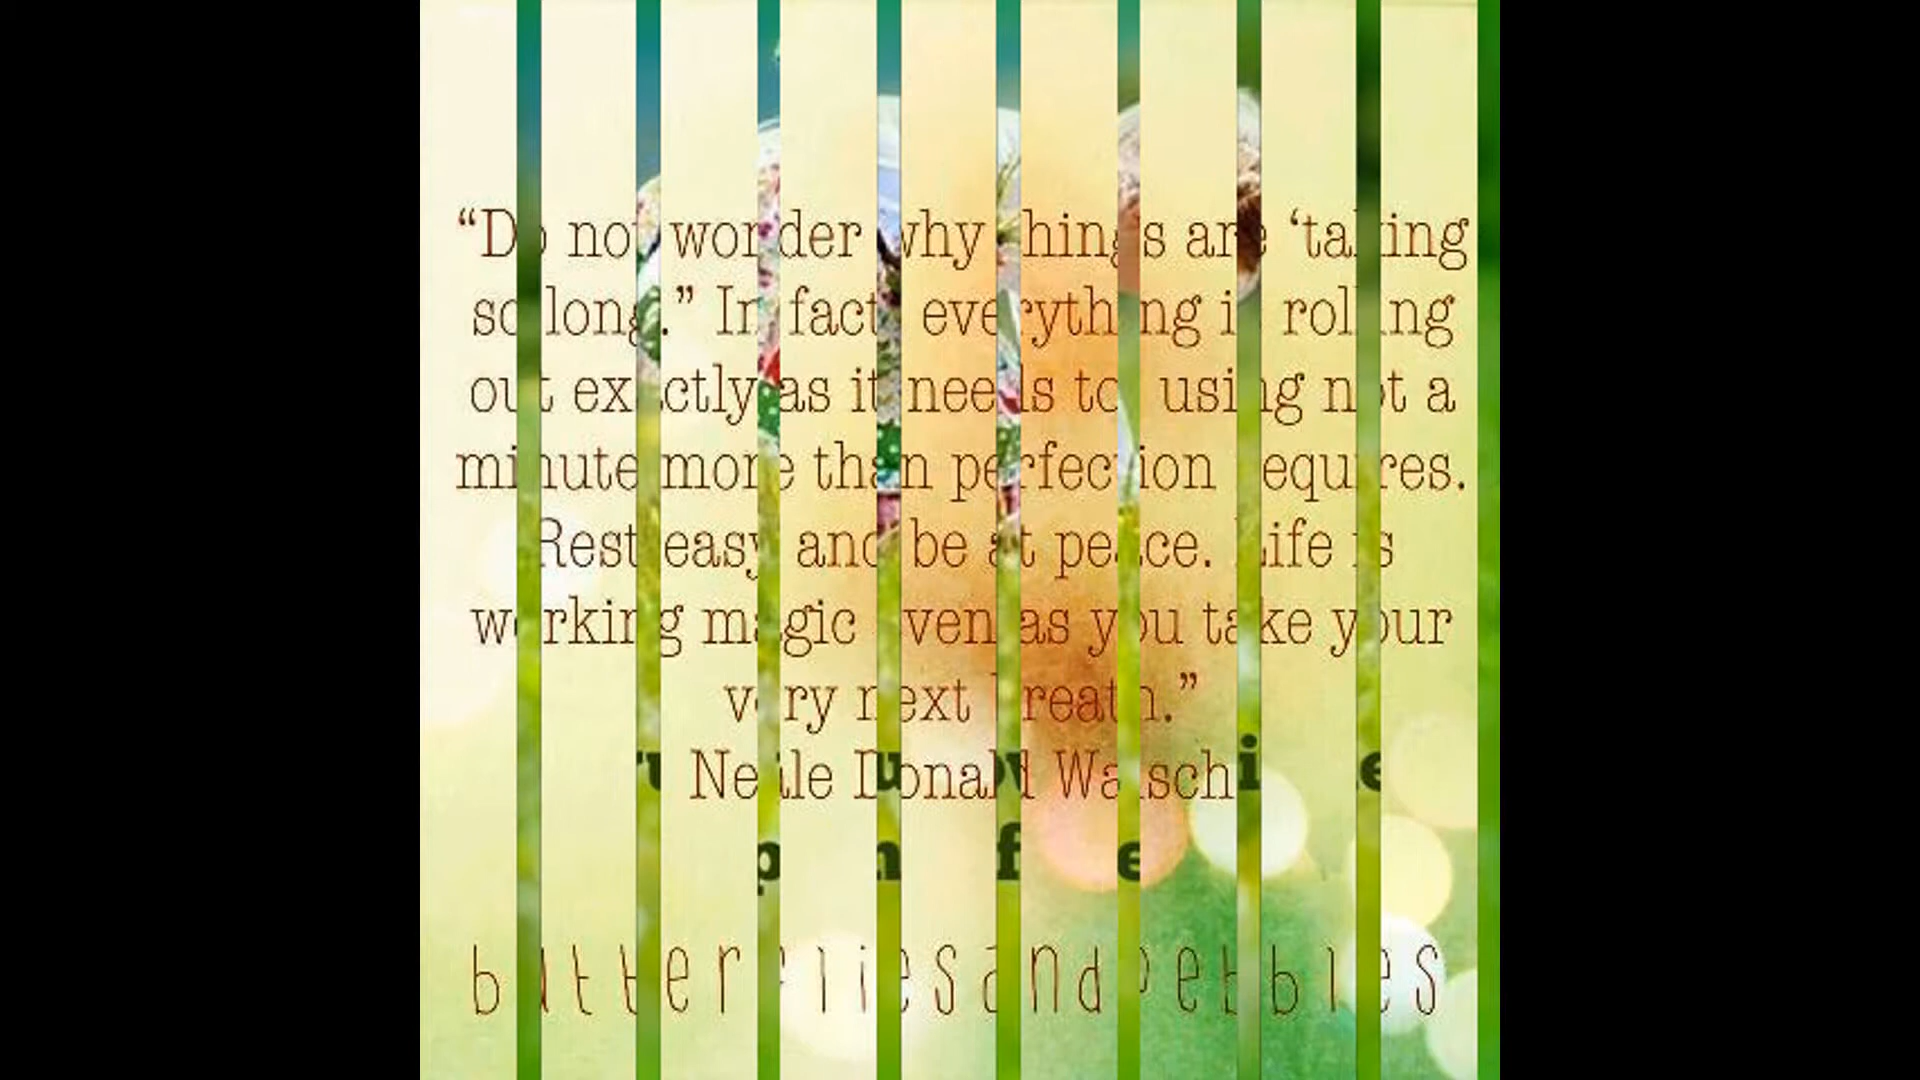 “Do not wonder why things are ‘taking
so long.” In fact, everything is rolling
out exactly as it needs to, using not a
minute more than perfection requires.
Rest easy and be at peace. Life is
working magic even as you take your
very next breath.”
Neile Donald Walsch
butterfliesandpebbles